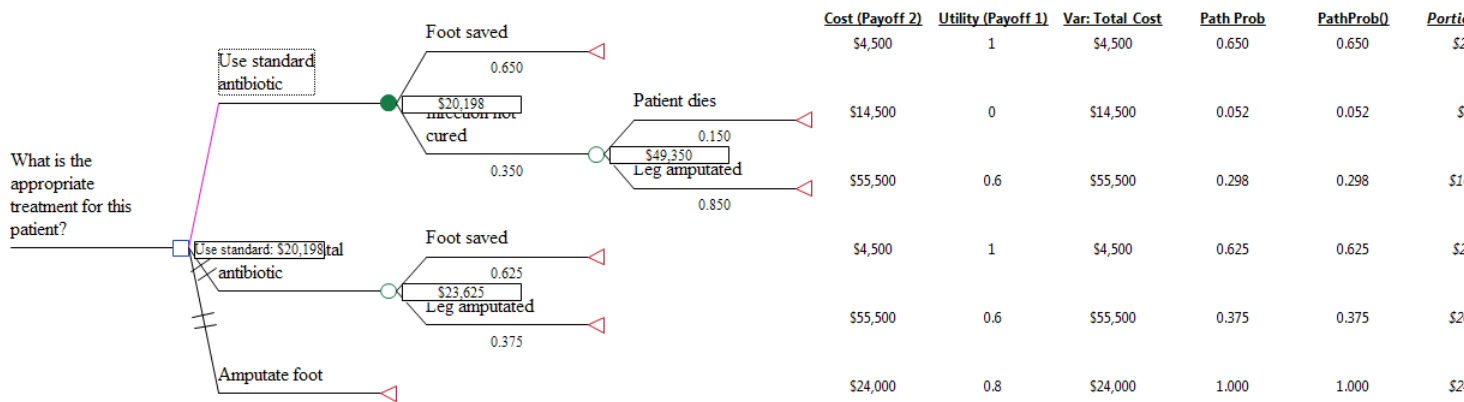 Cost (Payoff 2) Utility (Payoff 1) Var: Total Cost Path Prob PathProb()
Foot saved
$4,500 1 $4,500 0.650 0.650
0.650
Use standard
antibiotic
$20,198
Patient dies
$14,500 0 $14,500 0.052 0.052
Infection not
cured
0.150
$49,350
What is the
appropriate
treatment for this
patient?
0.350
Leg amputated
$55,500 0.6 $55,500 0.298 0.298
0.850
Foot saved
$4,500 1 $4,500 0.625 0.625
Use standard: $20,198
antibiotic
0.625
$23,625
Leg amputated
$55,500 0.6 $55,500 0.375 0.375
0.375
Amputate foot
$24,000 0.8 $24,000 1.000 1.000